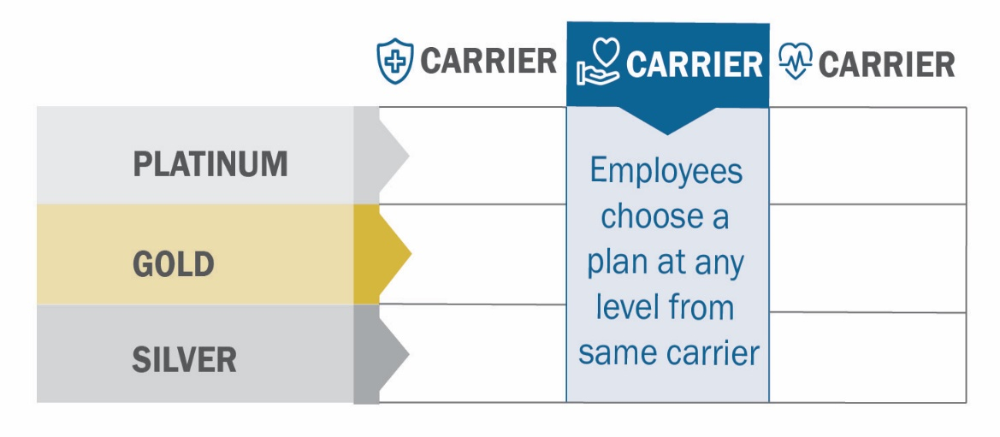 CARRIER CARRIER CARRIER
PLATINUM
GOLD
SILVER
Employees
choose a
plan at any
level from
same carrier